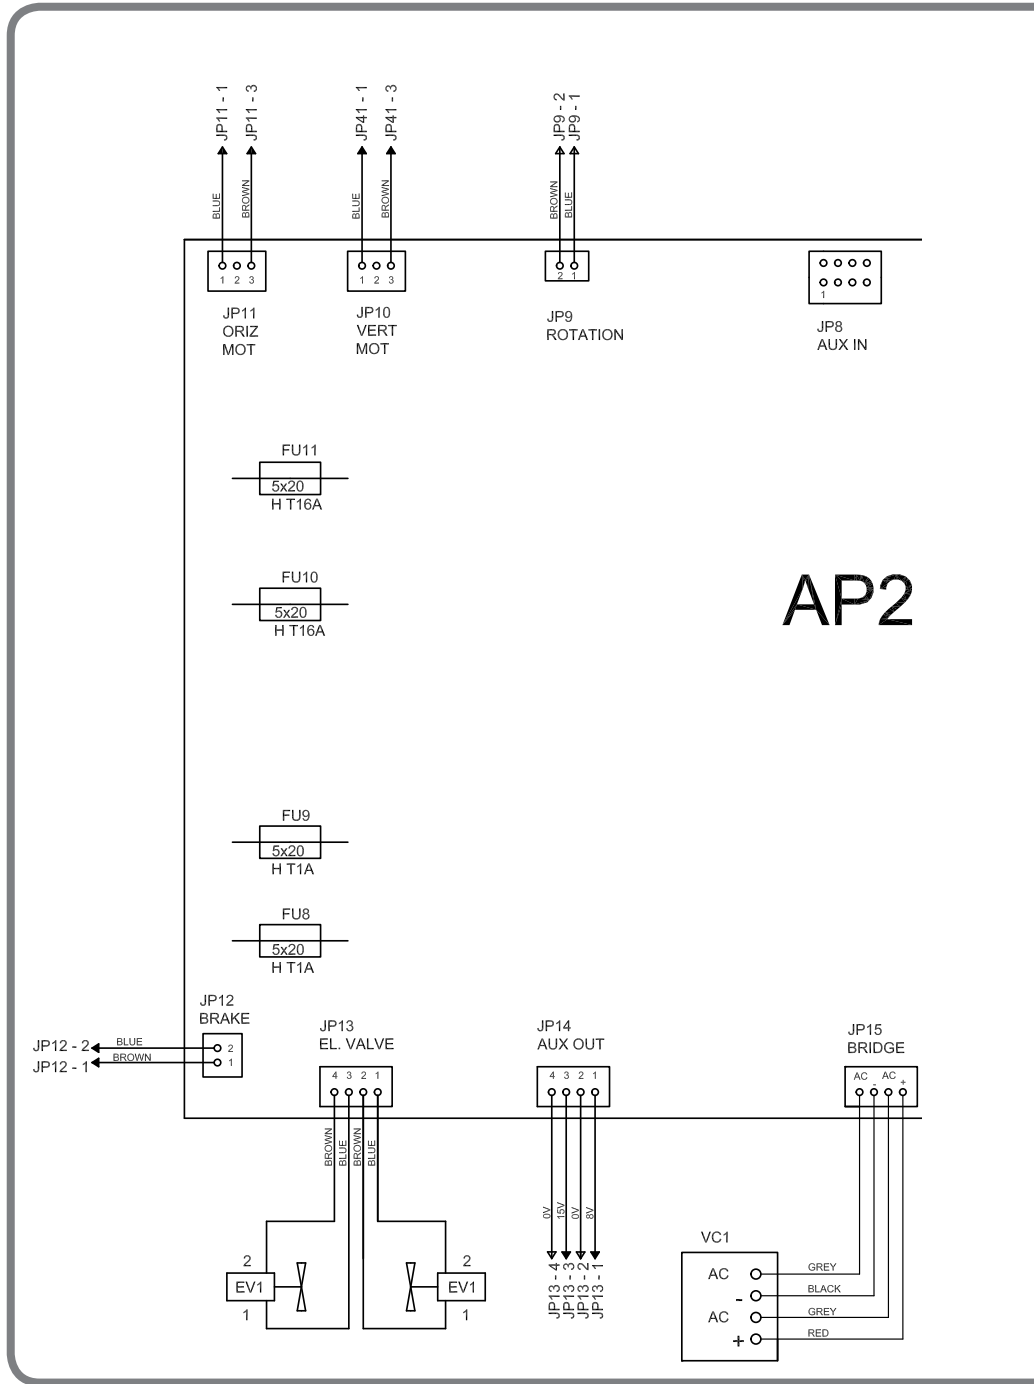 JP11 - 1
JP11 - 3
JP41 - 1
JP41 - 3
JP9 - 2
JP9 - 1
BLUE
BROWN
BLUE
BROWN
BROWN
BLUE
1 2 3
1 2 3
2 1
1
JP11
ORIZ
MOT
JP10
VERT
MOT
JP9
ROTATION
JP8
AUX IN
FU11
5x20
H T16A
FU10
5x20
H T16A
AP2
FU9
5x20
H T1A
FU8
5x20
H T1A
JP12
BRAKE
JP12 - 2
BLUE
2
JP12 - 1
BROWN
1
JP13
EL. VALVE
4 3 2 1
BROWN
BLUE
BROWN
BLUE
2
EV1
1
2
EV1
1
JP14
AUX OUT
4 3 2 1
0V
15V
0V
8V
JP13 - 4
JP13 - 3
JP13 - 2
JP13 - 1
JP15
BRIDGE
AC - AC +
VC1
AC
GREY
-
BLACK
AC
GREY
+
RED